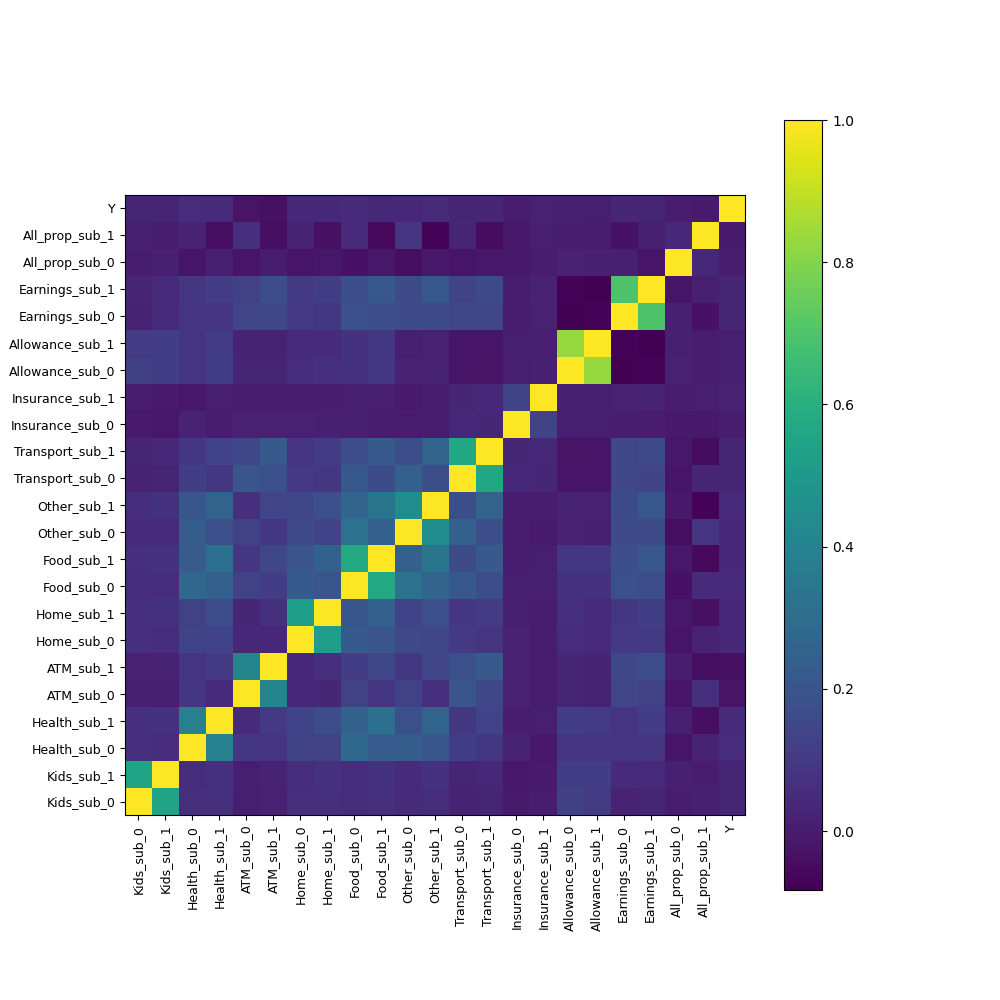 1.0
0.8
0.6
0.4
0.2
0.0
Y
All_prop_sub_1
All_prop_sub_0
Earnings_sub_1
Earnings_sub_0
Allowance_sub_1
Allowance_sub_0
Insurance_sub_1
Insurance_sub_0
Transport_sub_1
Transport_sub_0
Other_sub_1
Other_sub_0
Food_sub_1
Food_sub_0
Home_sub_1
Home_sub_0
ATM_sub_1
ATM_sub_0
Health_sub_1
Health_sub_0
Kids_sub_1
Kids_sub_0
Kids_sub_0
Kids_sub_1
Health_sub_0
Health_sub_1
ATM_sub_0
ATM_sub_1
Home_sub_0
Home_sub_1
Food_sub_0
Food_sub_1
Other_sub_0
Other_sub_1
Transport_sub_0
Transport_sub_1
Insurance_sub_0
Insurance_sub_1
Allowance_sub_0
Allowance_sub_1
Earnings_sub_0
Earnings_sub_1
All_prop_sub_0
All_prop_sub_1
Y